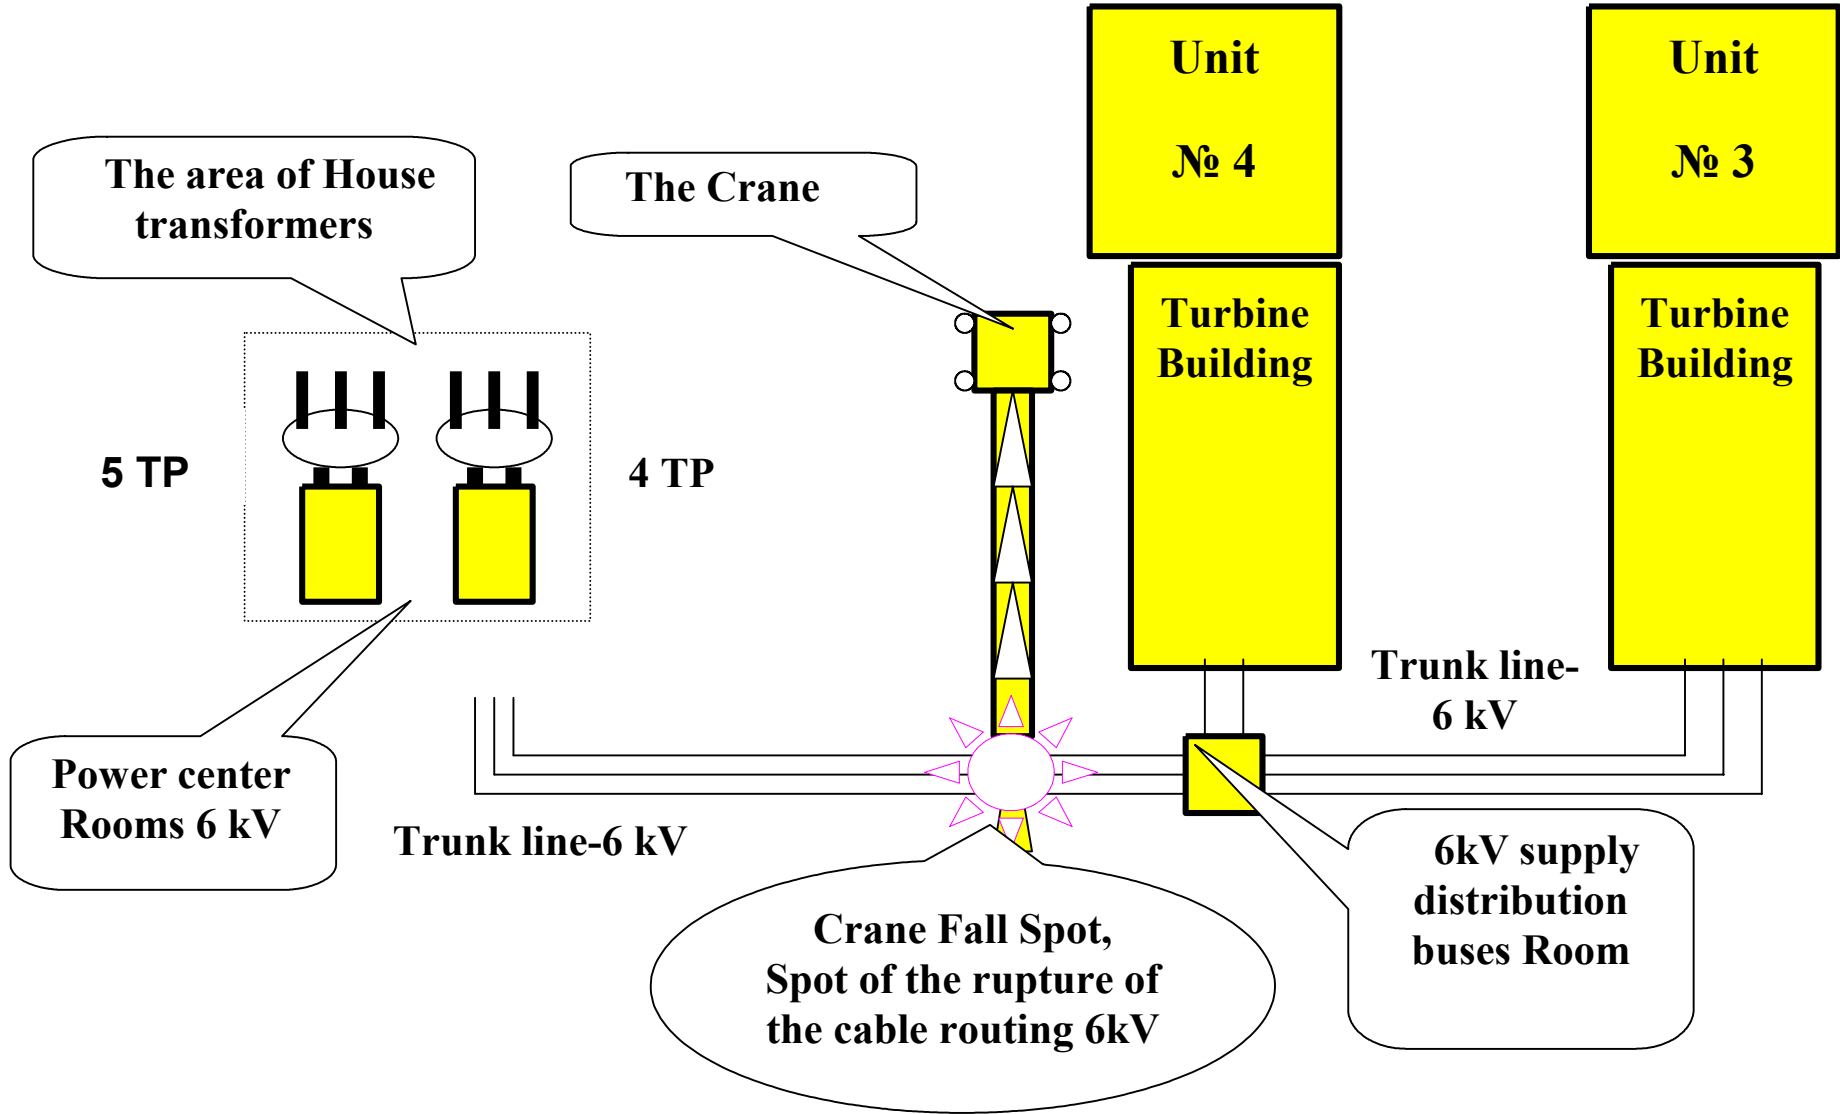 Unit
№ 4
Unit
№ 3
The area of House
transformers
The Crane
Turbine
Building
Turbine
Building
5 TP
4 TP
Trunk line-
6 kV
Power center
Rooms 6 kV
Trunk line-6 kV
6kV supply
distribution
buses Room
Crane Fall Spot,
Spot of the rupture of
the cable routing 6kV